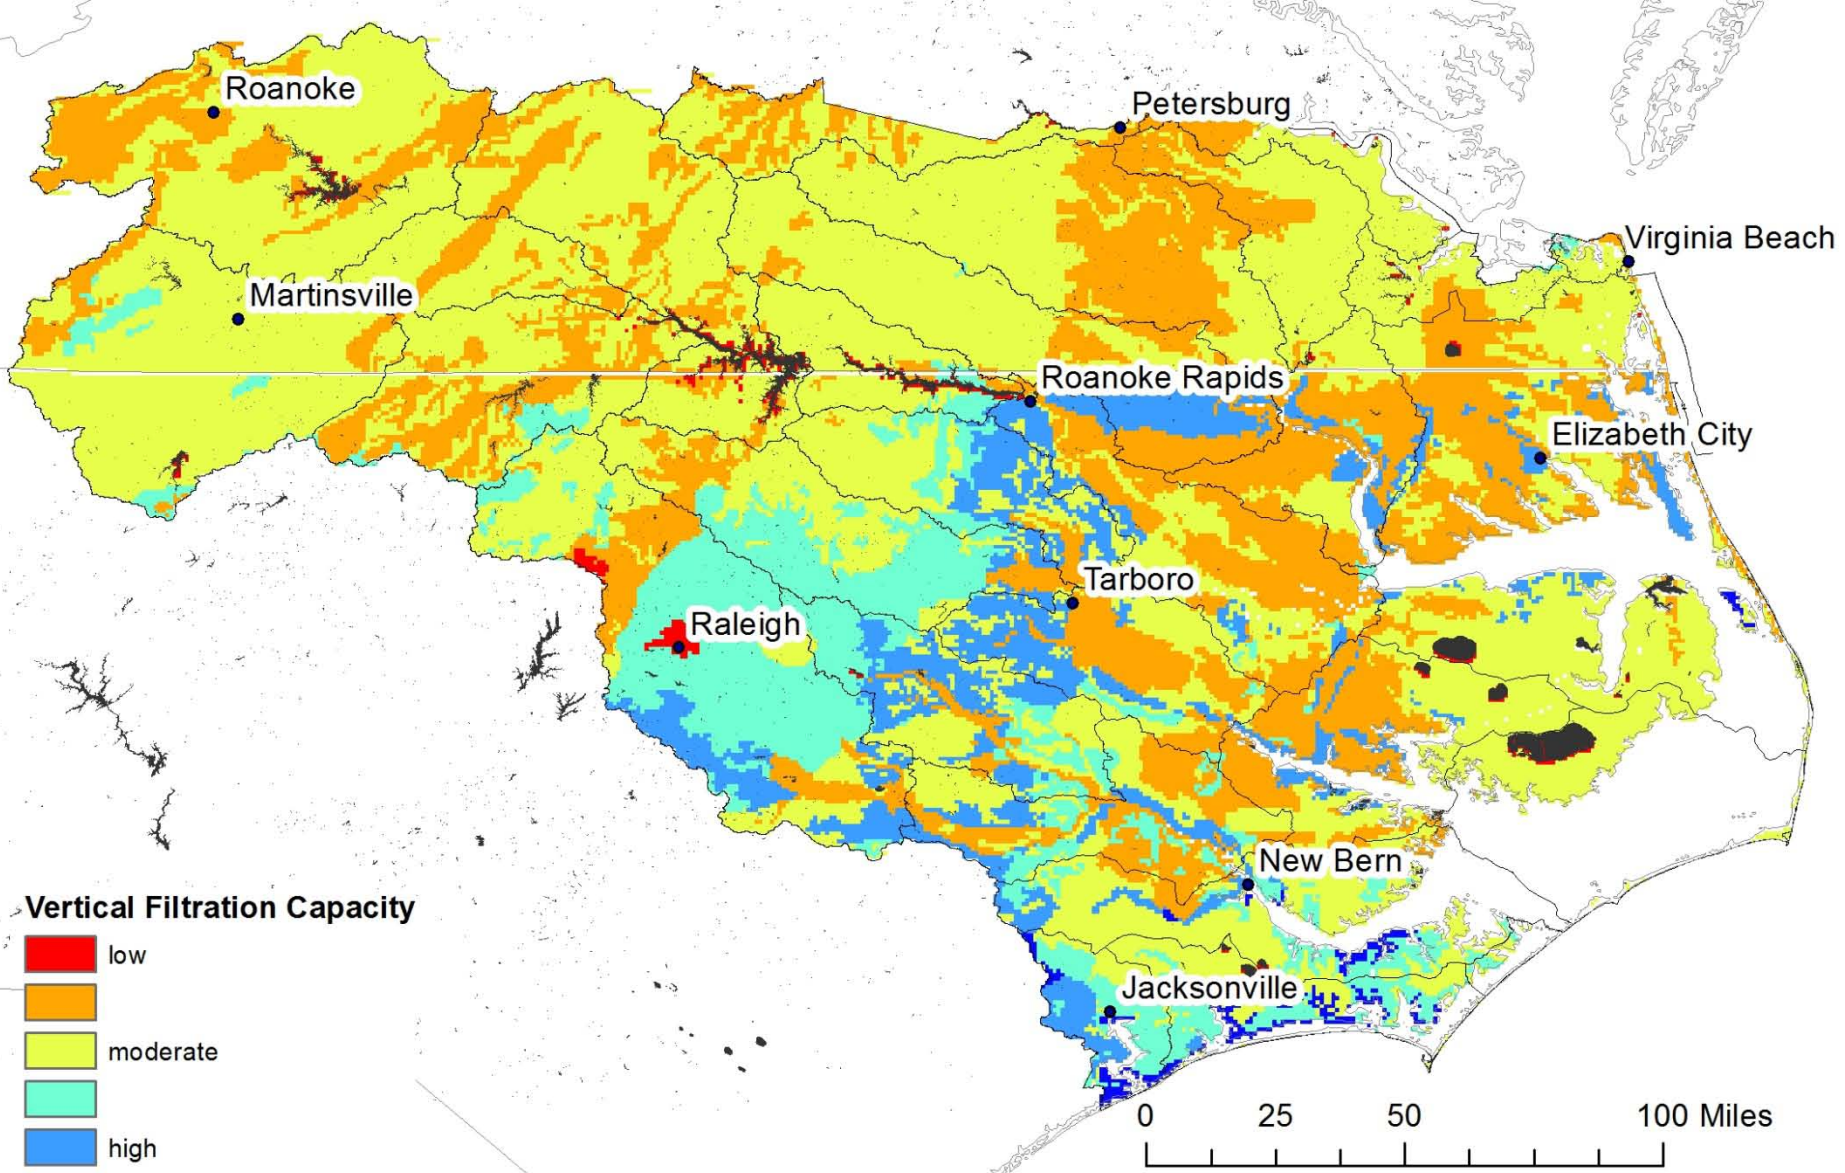 Roanoke
Petersburg
Virginia Beach
Martinsville
Roanoke Rapids
Elizabeth City
Tarboro
Raleigh
New Bern
Jacksonville
Vertical Filtration Capacity
low
moderate
high
0 25 50 100 Miles